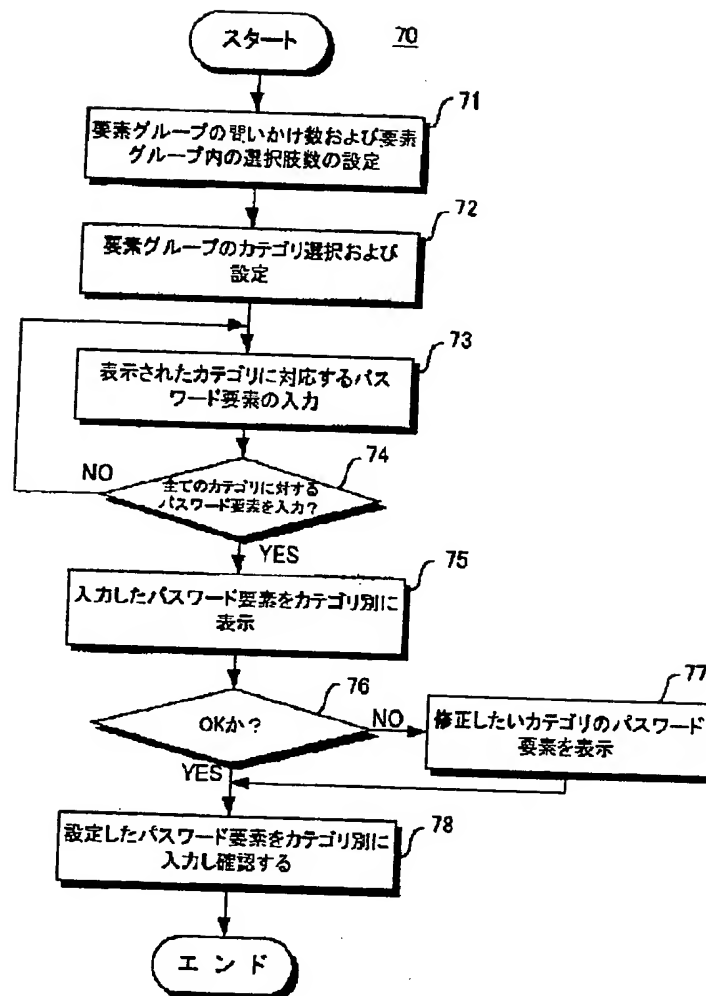 スタート
70
71
要素グループの問いかけ数および要素
グループ内の選択肢数の設定
72
要素グループのカテゴリ選択および
設定
73
表示されたカテゴリに対応するパス
ワード要素の入力
74
NO
全てのカテゴリに対する
パスワード要素を入力?
YES
75
入力したパスワード要素をカテゴリ別に
表示
76
77
OKか?
NO
修正したいカテゴリのパスワード
要素を表示
YES
78
設定したパスワード要素をカテゴリ別に
入力し確認する
エンド